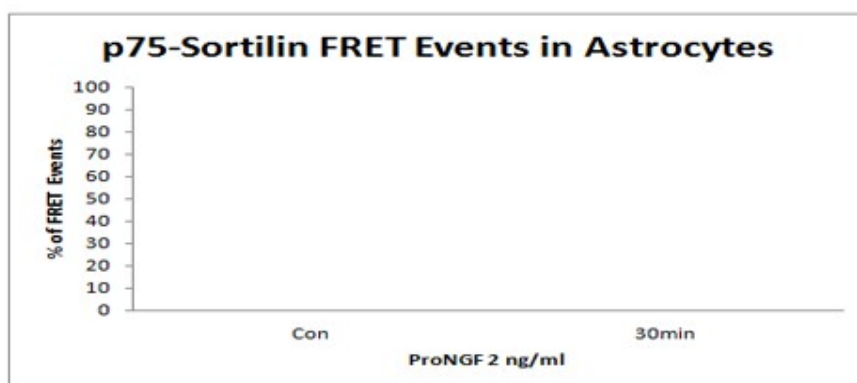 p75-Sortilin FRET Events in Astrocytes
100
90
80
70
60
50
40
30
20
10
0
% of FRET Events
Con 30min
ProNGF 2 ng/ml